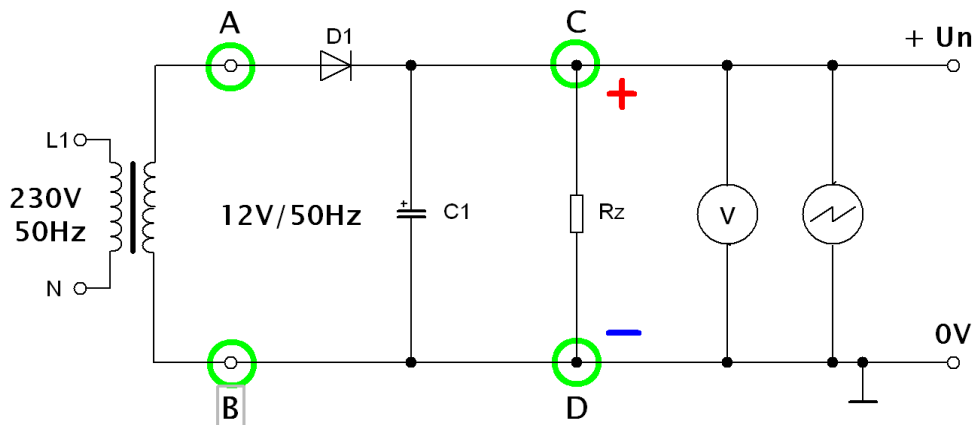 A
D1
C
+ Un
+
L1
230V
50Hz
12V/50Hz
+
C1
Rz
V
N
−
0V
B
D